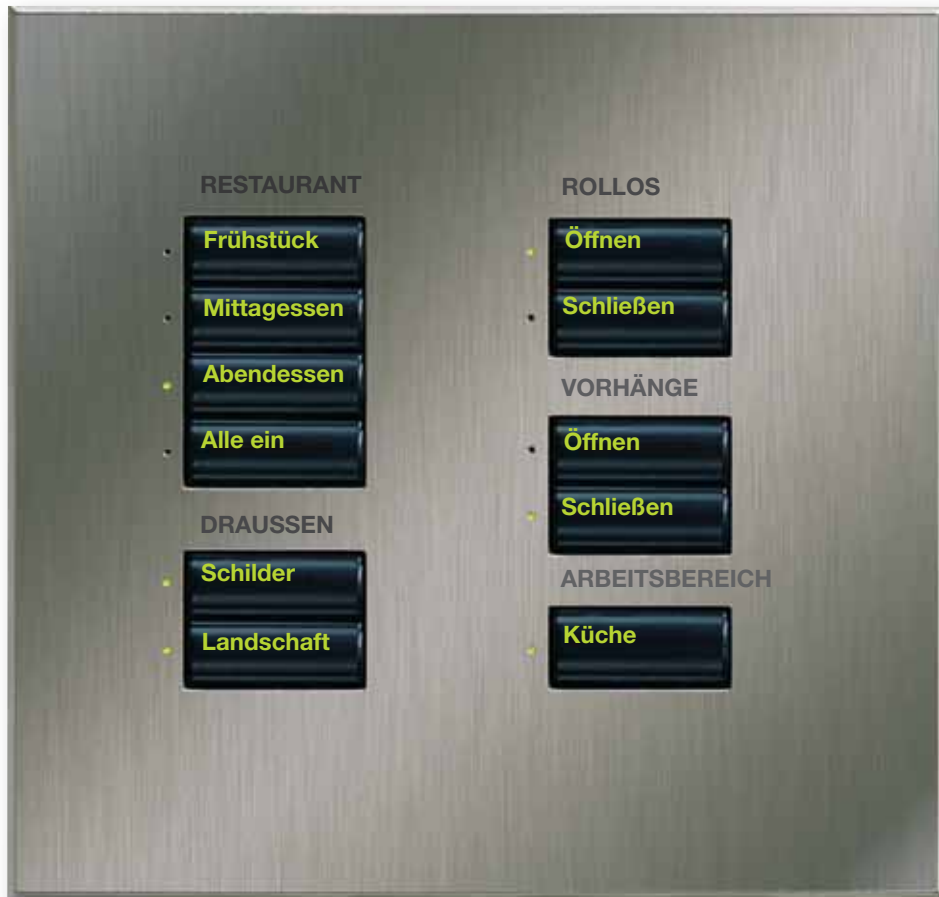 RESTAURANT
Frühstück
Mittagessen
Abendessen
Alle ein
DRAUSSEN
Schilder
Landschaft
ROLLOS
Öffnen
Schließen
VORHÄNGE
Öffnen
Schließen
ARBEITSBEREICH
Küche